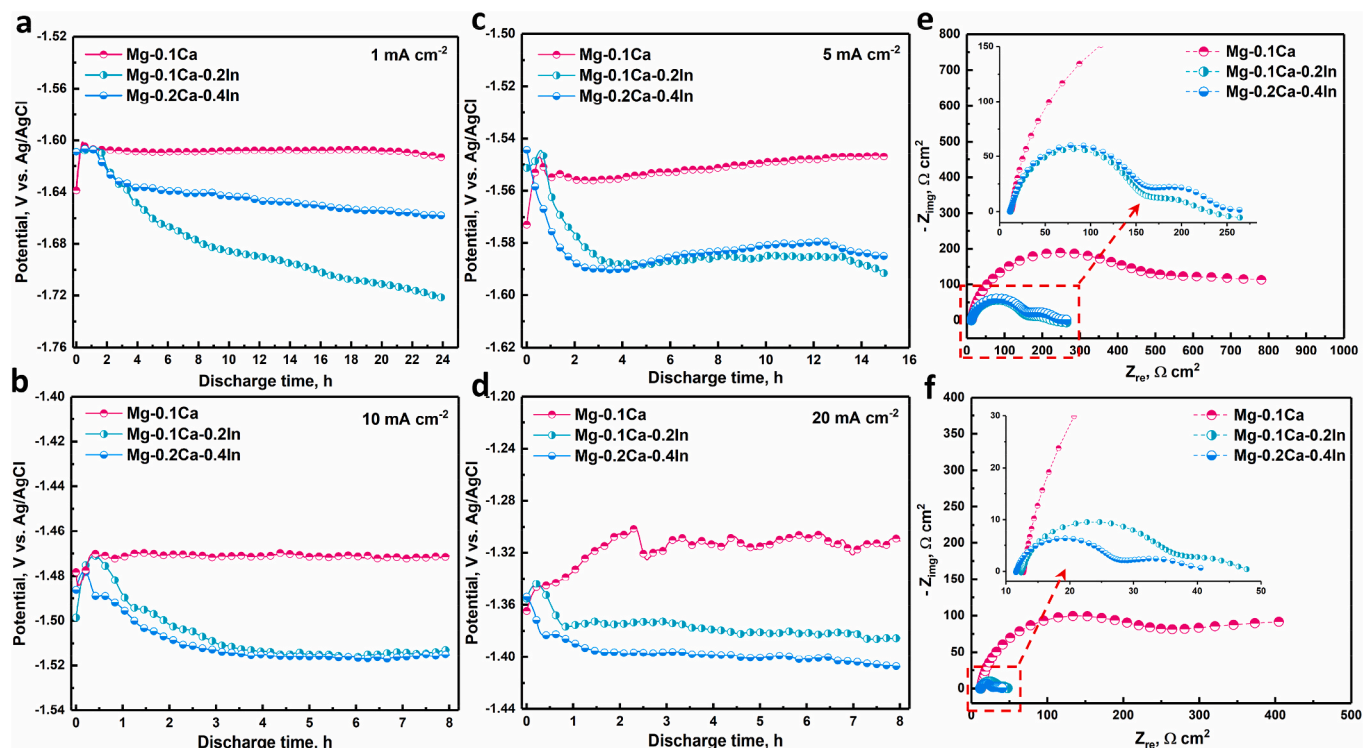 a
1 mA cm⁻²
Mg-0.1Ca
Mg-0.1Ca-0.2In
Mg-0.2Ca-0.4In
-1.52
-1.56
-1.60
-1.64
-1.68
-1.72
-1.76
Potential, V vs. Ag/AgCl
0 2 4 6 8 10 12 14 16 18 20 22 24
Discharge time, h
c
5 mA cm⁻²
Mg-0.1Ca
Mg-0.1Ca-0.2In
Mg-0.2Ca-0.4In
-1.50
-1.52
-1.54
-1.56
-1.58
-1.60
-1.62
Potential, V vs. Ag/AgCl
0 2 4 6 8 10 12 14 16
Discharge time, h
e
Mg-0.1Ca
Mg-0.1Ca-0.2In
Mg-0.2Ca-0.4In
800
700
600
500
400
300
200
100
0
- Zimg, Ω cm²
150
100
50
0
0 50 100 150 200 250
0 100 200 300 400 500 600 700 800 900 1000
Zre, Ω cm²
b
10 mA cm⁻²
Mg-0.1Ca
Mg-0.1Ca-0.2In
Mg-0.2Ca-0.4In
-1.40
-1.42
-1.44
-1.46
-1.48
-1.50
-1.52
-1.54
Potential, V vs. Ag/AgCl
0 1 2 3 4 5 6 7 8
Discharge time, h
d
20 mA cm⁻²
Mg-0.1Ca
Mg-0.1Ca-0.2In
Mg-0.2Ca-0.4In
-1.20
-1.24
-1.28
-1.32
-1.36
-1.40
-1.44
Potential, V vs. Ag/AgCl
0 1 2 3 4 5 6 7 8
Discharge time, h
f
Mg-0.1Ca
Mg-0.1Ca-0.2In
Mg-0.2Ca-0.4In
400
375
350
325
300
275
250
225
200
175
150
125
100
75
50
25
0
-25
- Zimg, Ω cm²
30
20
10
0
10 20 30 40 50
0 100 200 300 400 500
Zre, Ω cm²